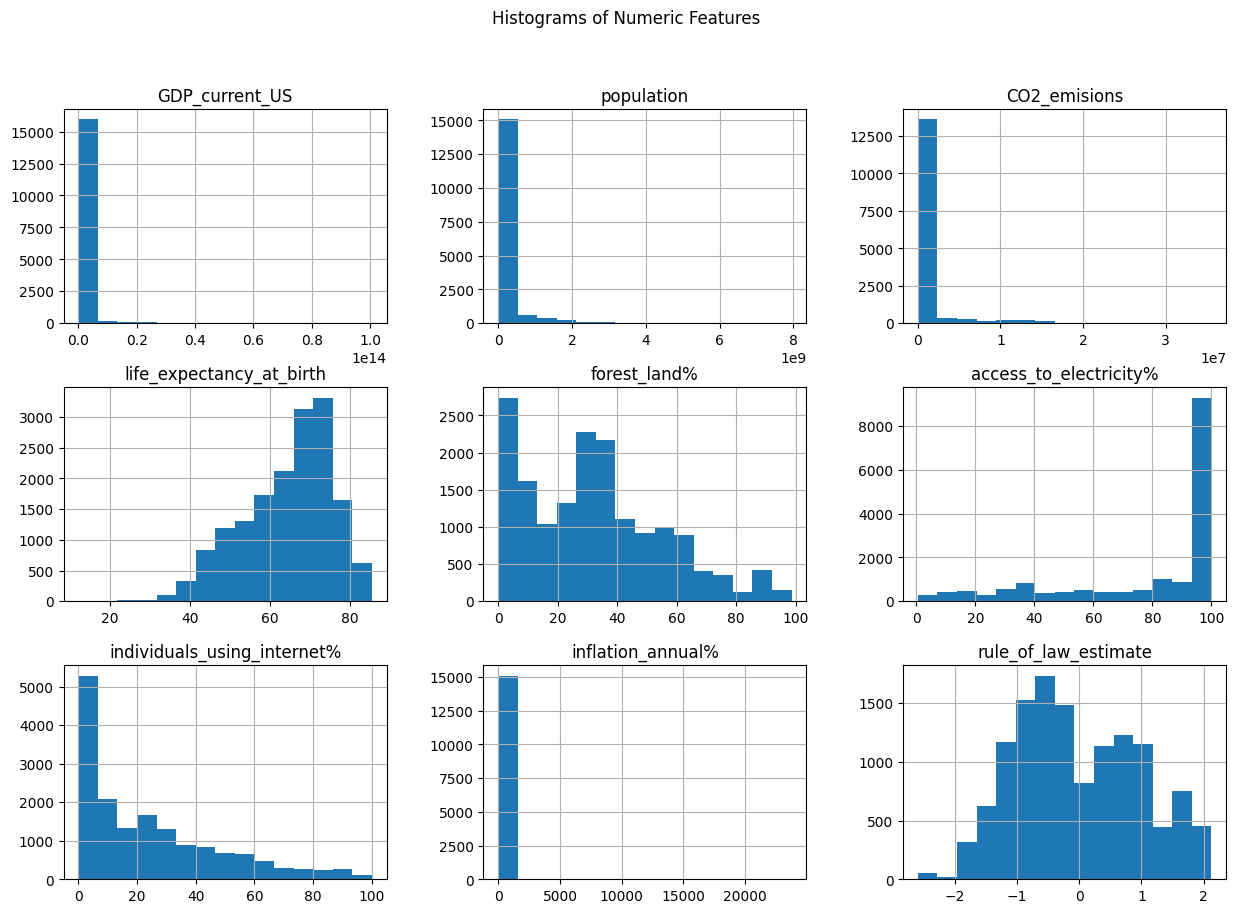 Histograms of Numeric Features
GDP_current_US
15000
12500
10000
7500
5000
2500
0
0.0 0.2 0.4 0.6 0.8 1.0
1e14
population
15000
12500
10000
7500
5000
2500
0
0 2 4 6 8
1e9
CO2_emisions
12500
10000
7500
5000
2500
0
0 1 2 3
1e7
life_expectancy_at_birth
3000
2500
2000
1500
1000
500
0
20 40 60 80
forest_land%
2500
2000
1500
1000
500
0
0 20 40 60 80 100
access_to_electricity%
8000
6000
4000
2000
0
0 20 40 60 80 100
individuals_using_internet%
5000
4000
3000
2000
1000
0
0 20 40 60 80 100
inflation_annual%
15000
12500
10000
7500
5000
2500
0
0 5000 10000 15000 20000
rule_of_law_estimate
1500
1000
500
0
−2 −1 0 1 2